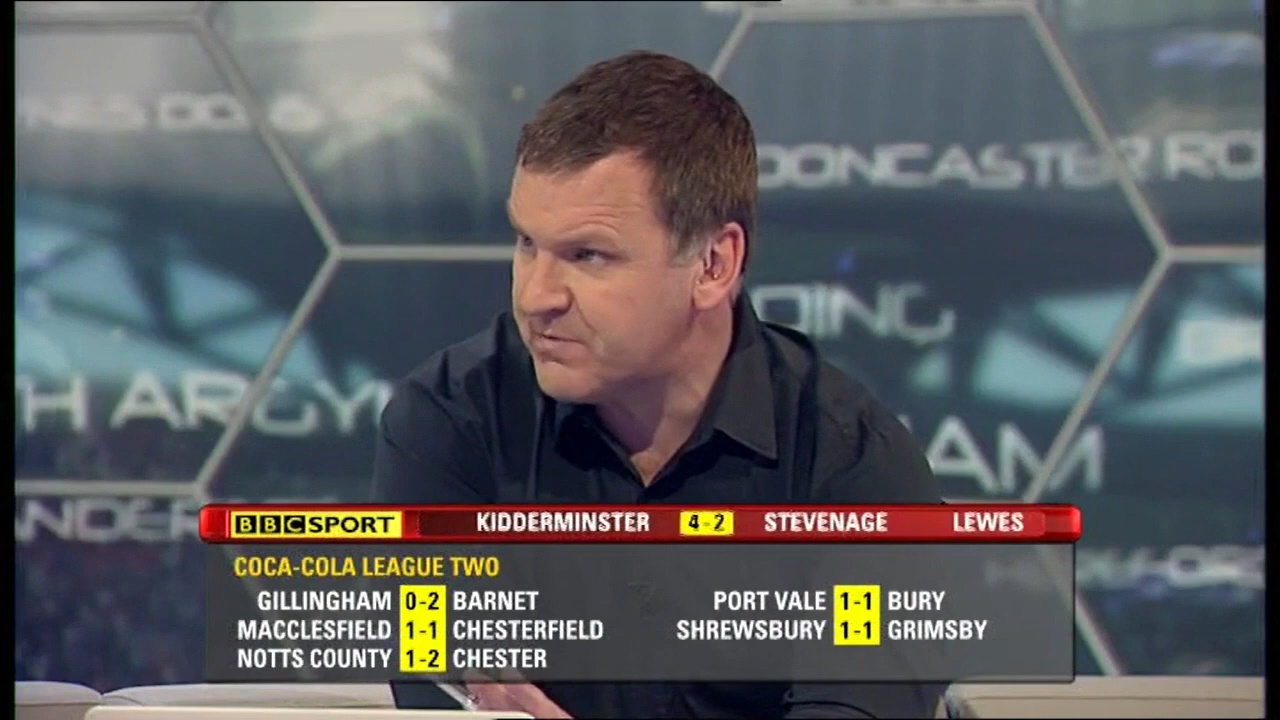 DONCASTER RO
H ARGY
BBC SPORT KIDDERMINSTER 4-2 STEVENAGE LEWES
COCA-COLA LEAGUE TWO
GILLINGHAM 0-2 BARNET PORT VALE 1-1 BURY
MACCLESFIELD 1-1 CHESTERFIELD SHREWSBURY 1-1 GRIMSBY
NOTTS COUNTY 1-2 CHESTER